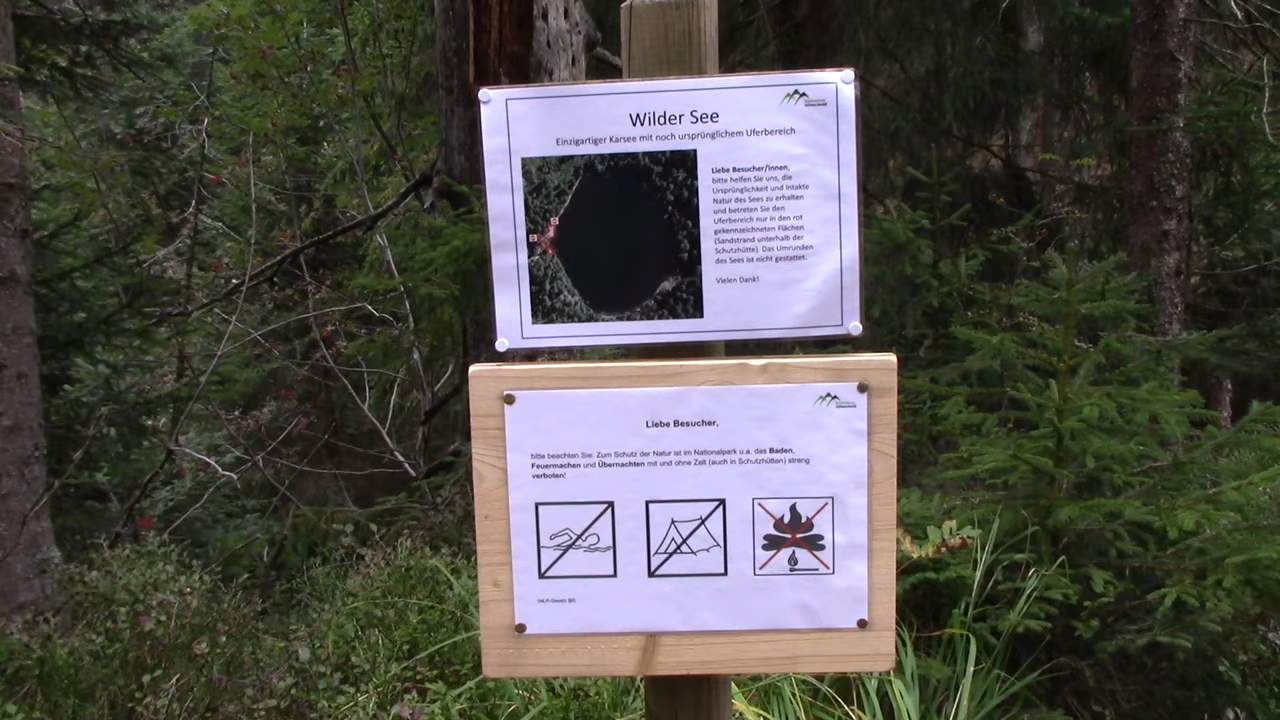 Wilder See
Einzigartiger Karsee mit noch ursprünglichem Uferbereich
Liebe Besucher/innen,
bitte helfen Sie uns, die
Ursprünglichkeit und Intakte
Natur des Sees zu erhalten
und betreten Sie den
Uferbereich nur in den rot
gekennzeichneten Flächen
(Sandstrand unterhalb der
Schutzhütte). Das Umrunden
des Sees ist nicht gestattet.
Vielen Dank!
Liebe Besucher,
bitte beachten Sie: Zum Schutz der Natur ist im Nationalpark u.a. das Baden,
Feuermachen und Übernachten mit und ohne Zelt (auch in Schutzhütten) streng
verboten!